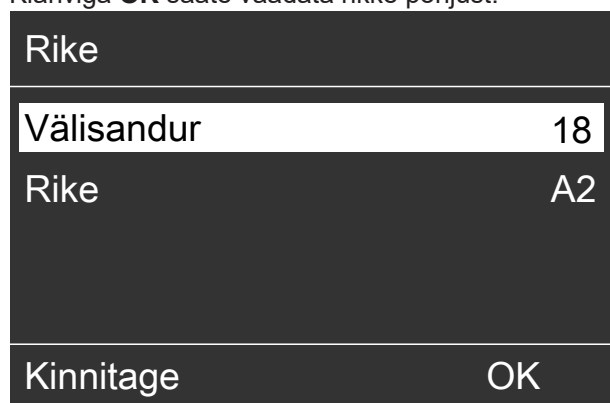 Klahviga OK saate vaadata rikke põhjust.
Rike
Välisandur 18
Rike A2
Kinnitage OK